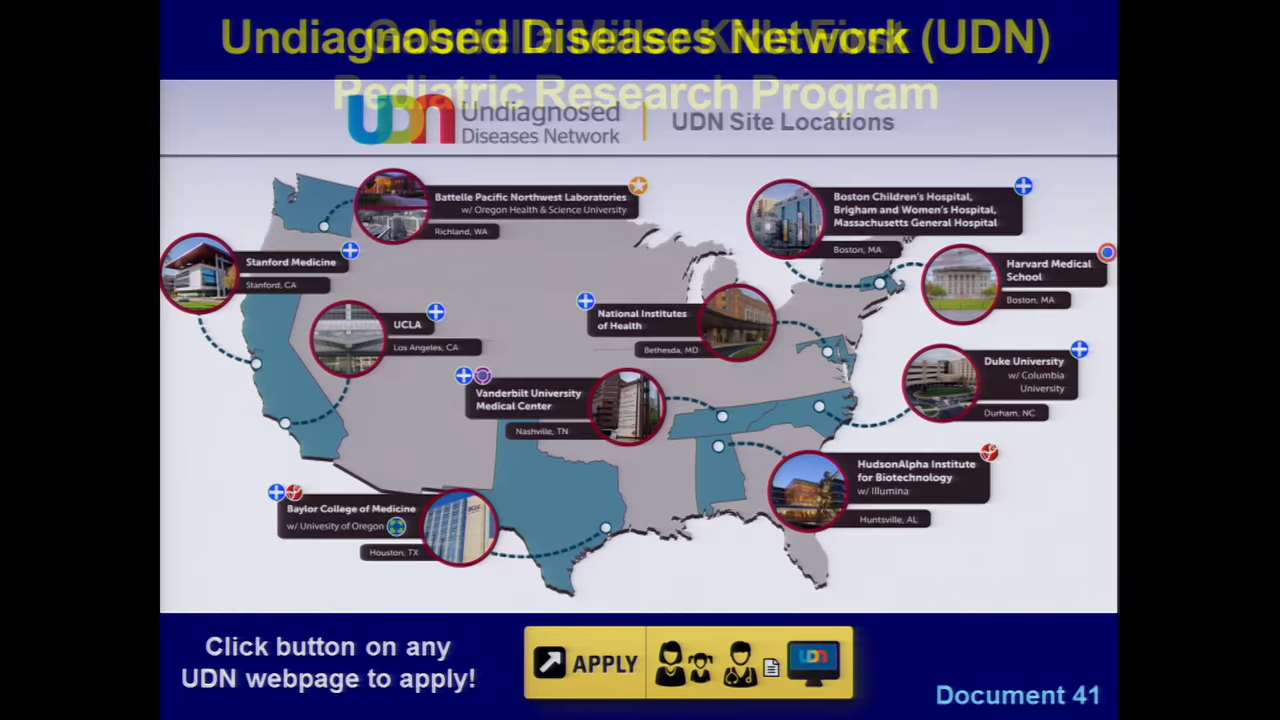 Undiagnosed Diseases Network (UDN)
Pediatric Research Program
UDN
Undiagnosed
Diseases Network
UDN Site Locations
Battelle Pacific Northwest Laboratories
w/ Oregon Health & Science University
Richland, WA
Boston Children's Hospital,
Brigham and Women's Hospital,
Massachusetts General Hospital
Boston, MA
Stanford Medicine
Stanford, CA
Harvard Medical
School
Boston, MA
UCLA
Los Angeles, CA
National Institutes
of Health
Bethesda, MD
Duke University
w/ Columbia
University
Durham, NC
Vanderbilt University
Medical Center
Nashville, TN
HudsonAlpha Institute
for Biotechnology
w/ Illumina
Huntsville, AL
Baylor College of Medicine
w/ Univesity of Oregon
Houston, TX
Click button on any
UDN webpage to apply!
APPLY
UDN
Document 41